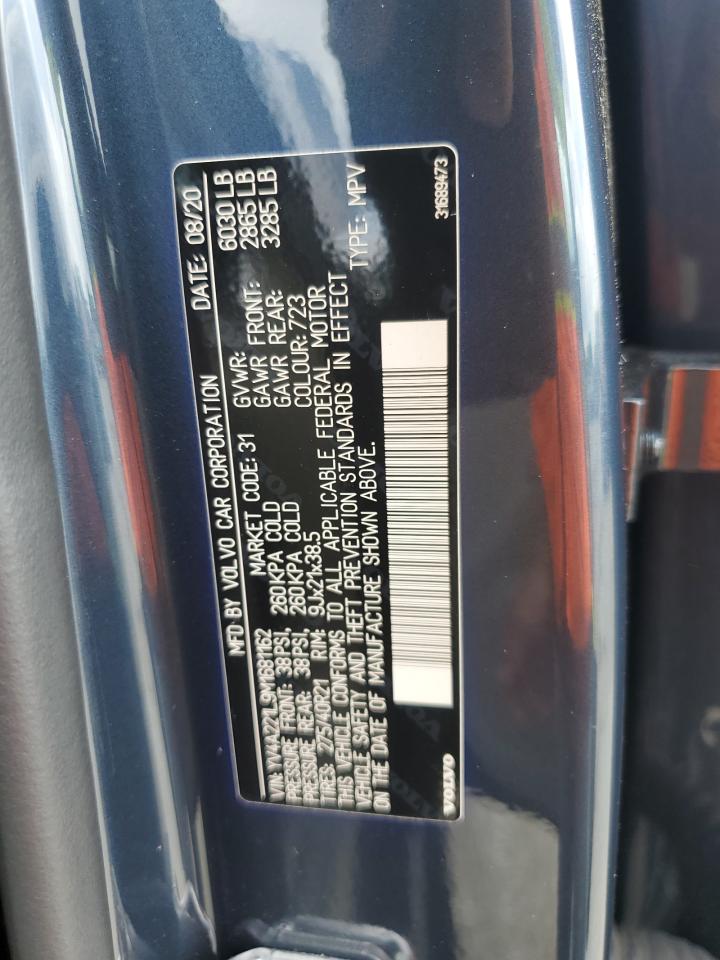 MFD BY VOLVO CAR CORPORATION DATE: 08/20
VIN: YV4A22PL9M1681162 MARKET CODE: 31 GVWR: 6030 LB
PRESSURE FRONT: 38PSI, 260KPA COLD GAWR FRONT: 2865 LB
PRESSURE REAR: 38PSI, 260KPA COLD GAWR REAR: 3285 LB
TIRES: 275/40R21 RIM: 9Jx21x38.5 COLOUR: 723
THIS VEHICLE CONFORMS TO ALL APPLICABLE FEDERAL MOTOR
VEHICLE SAFETY AND THEFT PREVENTION STANDARDS IN EFFECT
ON THE DATE OF MANUFACTURE SHOWN ABOVE. TYPE: MPV
VOLVO 31689473